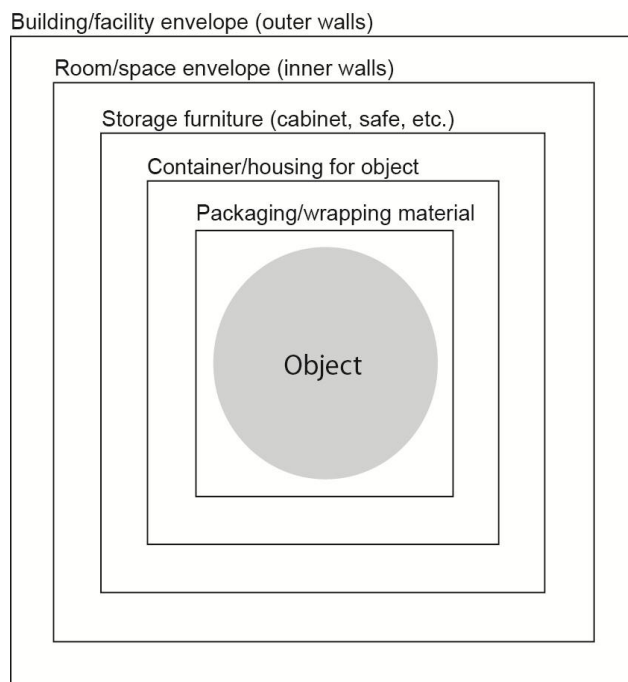 Building/facility envelope (outer walls)
Room/space envelope (inner walls)
Storage furniture (cabinet, safe, etc.)
Container/housing for object
Packaging/wrapping material
Object